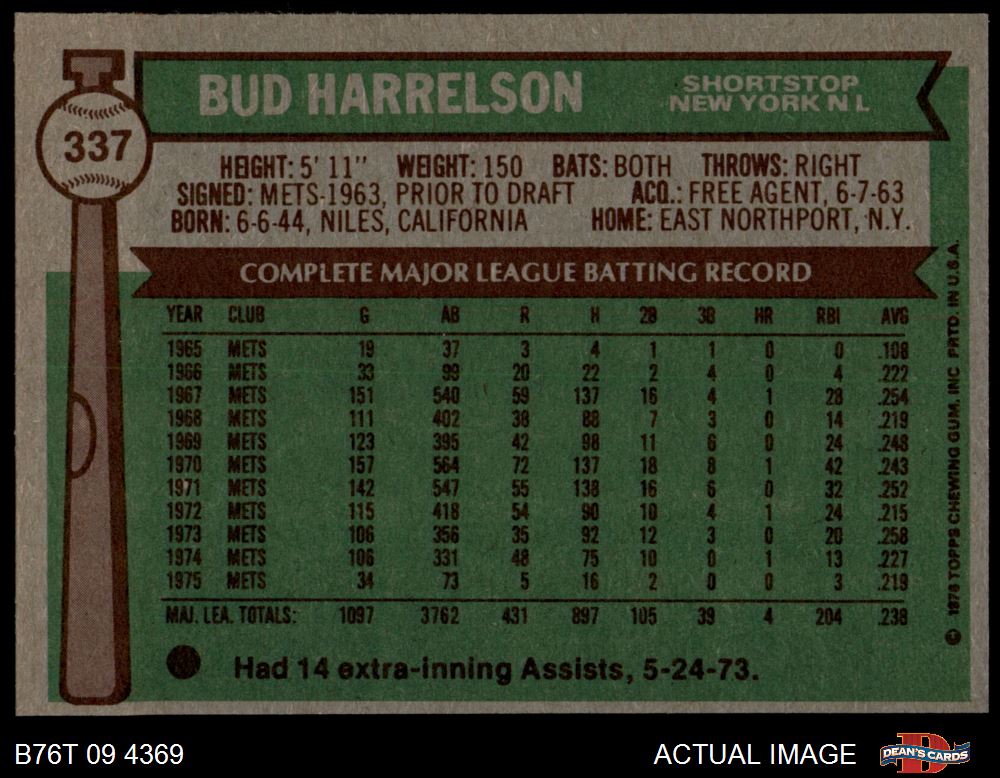 BUD HARRELSON
SHORTSTOP
NEW YORK N L
337
HEIGHT: 5' 11" WEIGHT: 150 BATS: BOTH THROWS: RIGHT
SIGNED: METS-1963, PRIOR TO DRAFT ACQ.: FREE AGENT, 6-7-63
BORN: 6-6-44, NILES, CALIFORNIA HOME: EAST NORTHPORT, N.Y.
COMPLETE MAJOR LEAGUE BATTING RECORD
YEAR CLUB G AB R H 2B 3B HR RBI AVG
1965 METS 19 37 3 4 1 1 0 0 .108
1966 METS 33 99 20 22 2 4 0 4 .222
1967 METS 151 540 59 137 16 4 1 28 .254
1968 METS 111 402 38 88 7 3 0 14 .219
1969 METS 123 395 42 98 11 6 0 24 .248
1970 METS 157 564 72 137 18 8 1 42 .243
1971 METS 142 547 55 138 16 6 0 32 .252
1972 METS 115 418 54 90 10 4 1 24 .215
1973 METS 106 356 35 92 12 3 0 20 .258
1974 METS 106 331 48 75 10 0 1 13 .227
1975 METS 34 73 5 16 2 0 0 3 .219
MAJ. LEA. TOTALS: 1097 3762 431 897 105 39 4 204 .238
Had 14 extra-inning Assists, 5-24-73.
© 1976 TOPPS CHEWING GUM, INC PRTD. IN U.S.A.
B76T 09 4369
ACTUAL IMAGE
DEAN'S CARDS